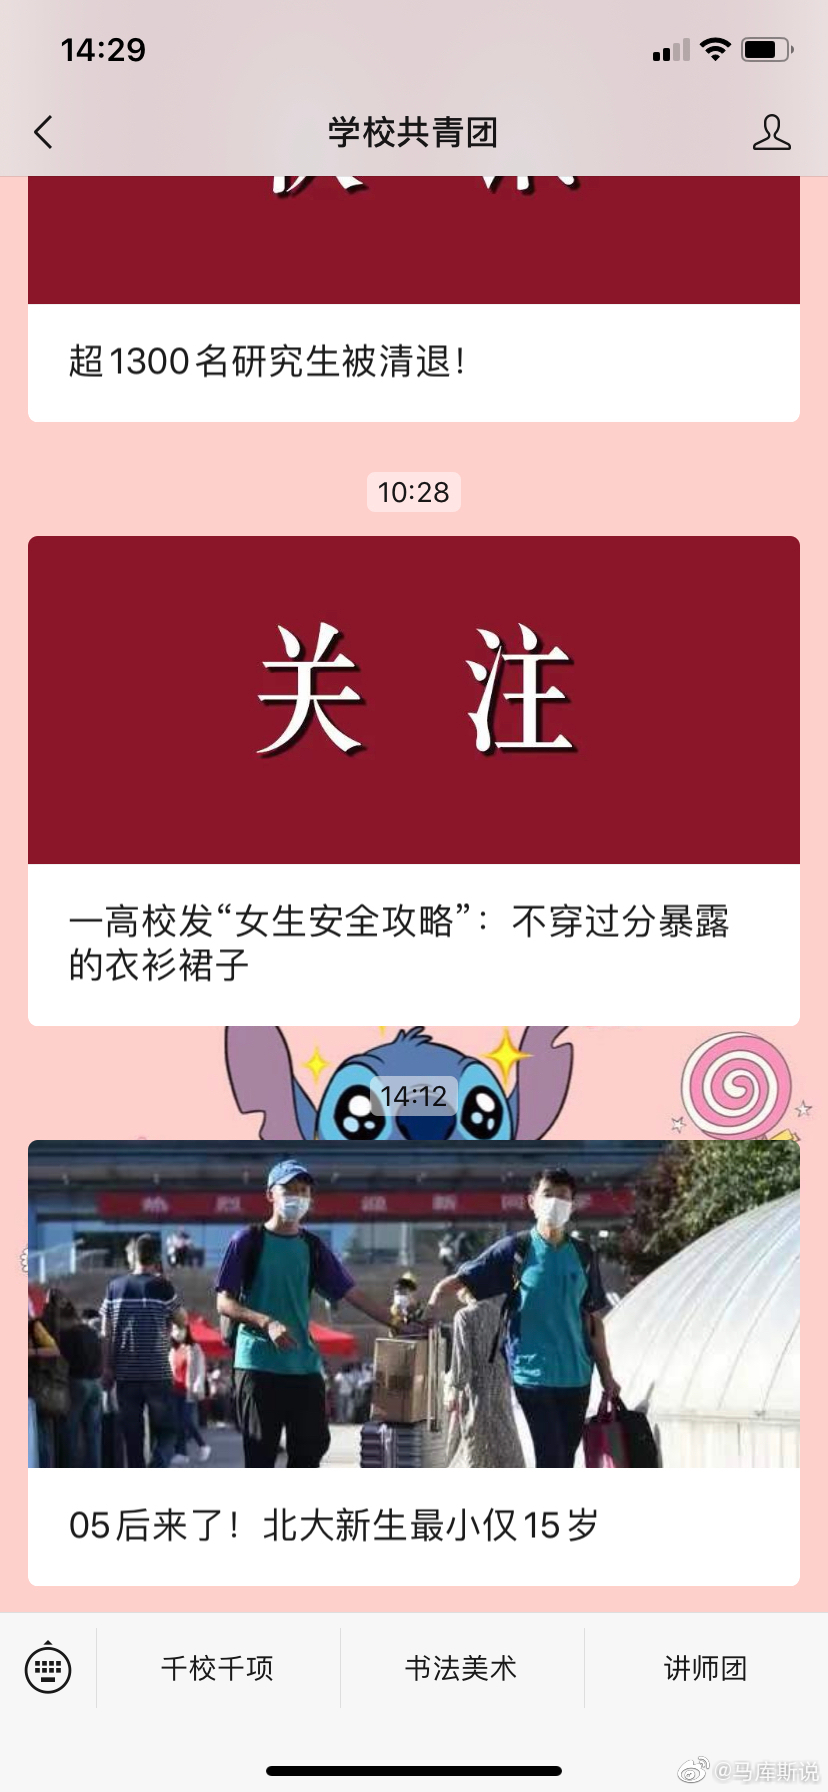 14:29
学校共青团
超1300名研究生被清退！
10:28
关 注
一高校发“女生安全攻略”：不穿过分暴露
的衣衫裙子
14:12
05后来了！北大新生最小仅15岁
千校千项
书法美术
讲师团
@马库斯说